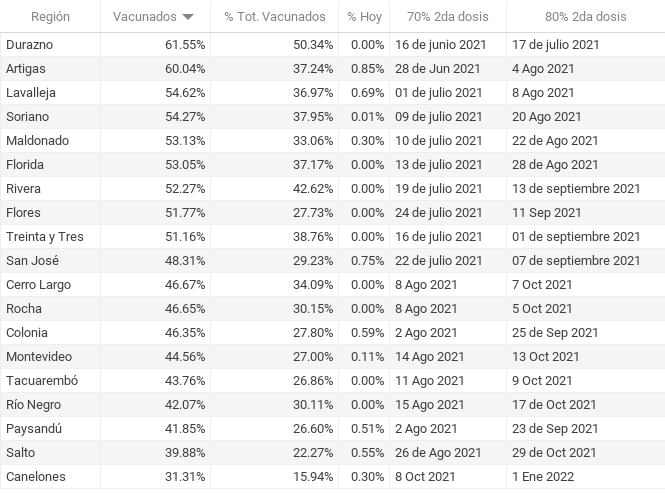 Región Vacunados % Tot. Vacunados % Hoy 70% 2da dosis 80% 2da dosis
Durazno 61.55% 50.34% 0.00% 16 de junio 2021 17 de julio 2021
Artigas 60.04% 37.24% 0.85% 28 de Jun 2021 4 Ago 2021
Lavalleja 54.62% 36.97% 0.69% 01 de julio 2021 8 Ago 2021
Soriano 54.27% 37.95% 0.01% 09 de julio 2021 20 Ago 2021
Maldonado 53.13% 33.06% 0.30% 10 de julio 2021 22 de Ago 2021
Florida 53.05% 37.17% 0.00% 13 de julio 2021 28 de Ago 2021
Rivera 52.27% 42.62% 0.00% 19 de julio 2021 13 de septiembre 2021
Flores 51.77% 27.73% 0.00% 24 de julio 2021 11 Sep 2021
Treinta y Tres 51.16% 38.76% 0.00% 16 de julio 2021 01 de septiembre 2021
San José 48.31% 29.23% 0.75% 22 de julio 2021 07 de septiembre 2021
Cerro Largo 46.67% 34.09% 0.00% 8 Ago 2021 7 Oct 2021
Rocha 46.65% 30.15% 0.00% 8 Ago 2021 5 Oct 2021
Colonia 46.35% 27.80% 0.59% 2 Ago 2021 25 de Sep 2021
Montevideo 44.56% 27.00% 0.11% 14 Ago 2021 13 Oct 2021
Tacuarembó 43.76% 26.86% 0.00% 11 Ago 2021 9 Oct 2021
Río Negro 42.07% 30.11% 0.00% 15 Ago 2021 17 de Oct 2021
Paysandú 41.85% 26.60% 0.51% 2 Ago 2021 23 de Sep 2021
Salto 39.88% 22.27% 0.55% 26 de Ago 2021 29 de Oct 2021
Canelones 31.31% 15.94% 0.30% 8 Oct 2021 1 Ene 2022